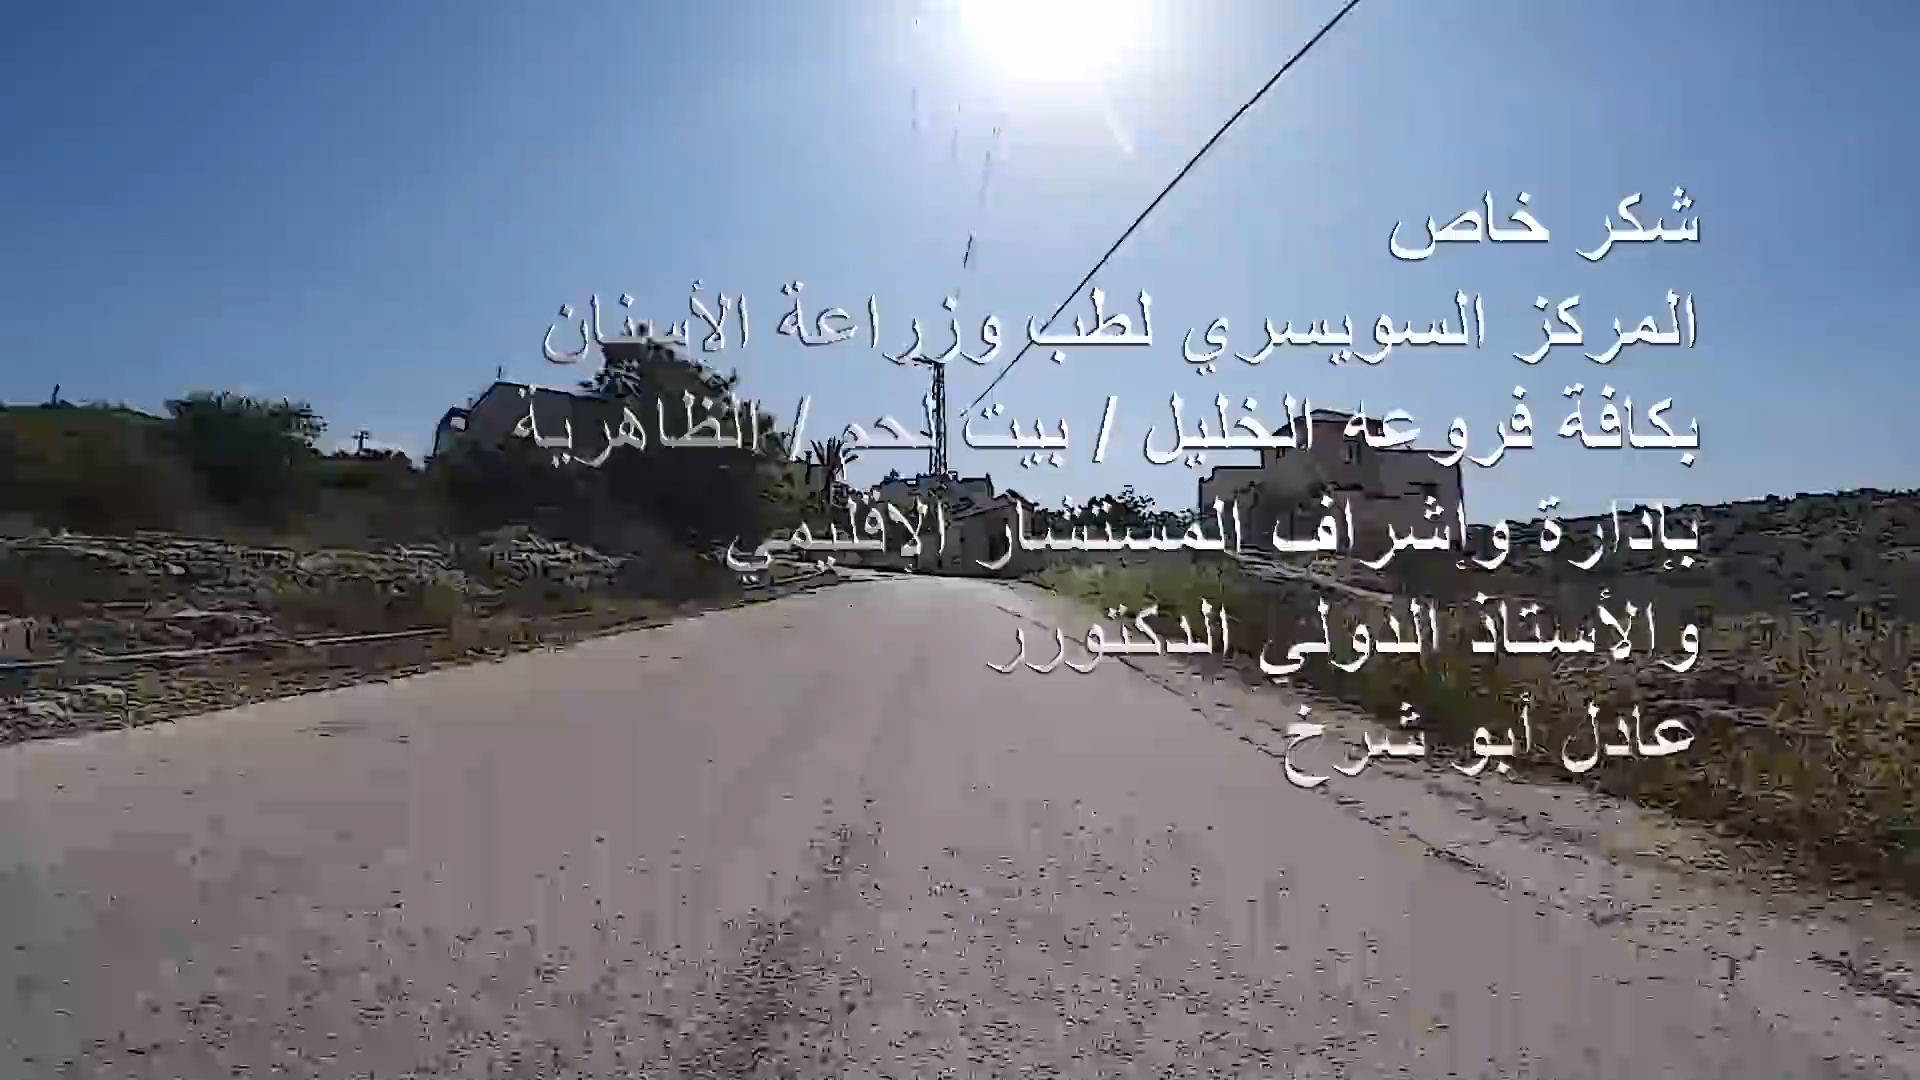 شكر خاص
المركز السويسري لطب وزراعة الأسنان
بكافة فروعه الخليل / بيت لحم / الظاهرية
بإدارة وإشراف المستشار الإقليمي
والأستاذ الدولي الدكتورر
عادل أبو شرخ